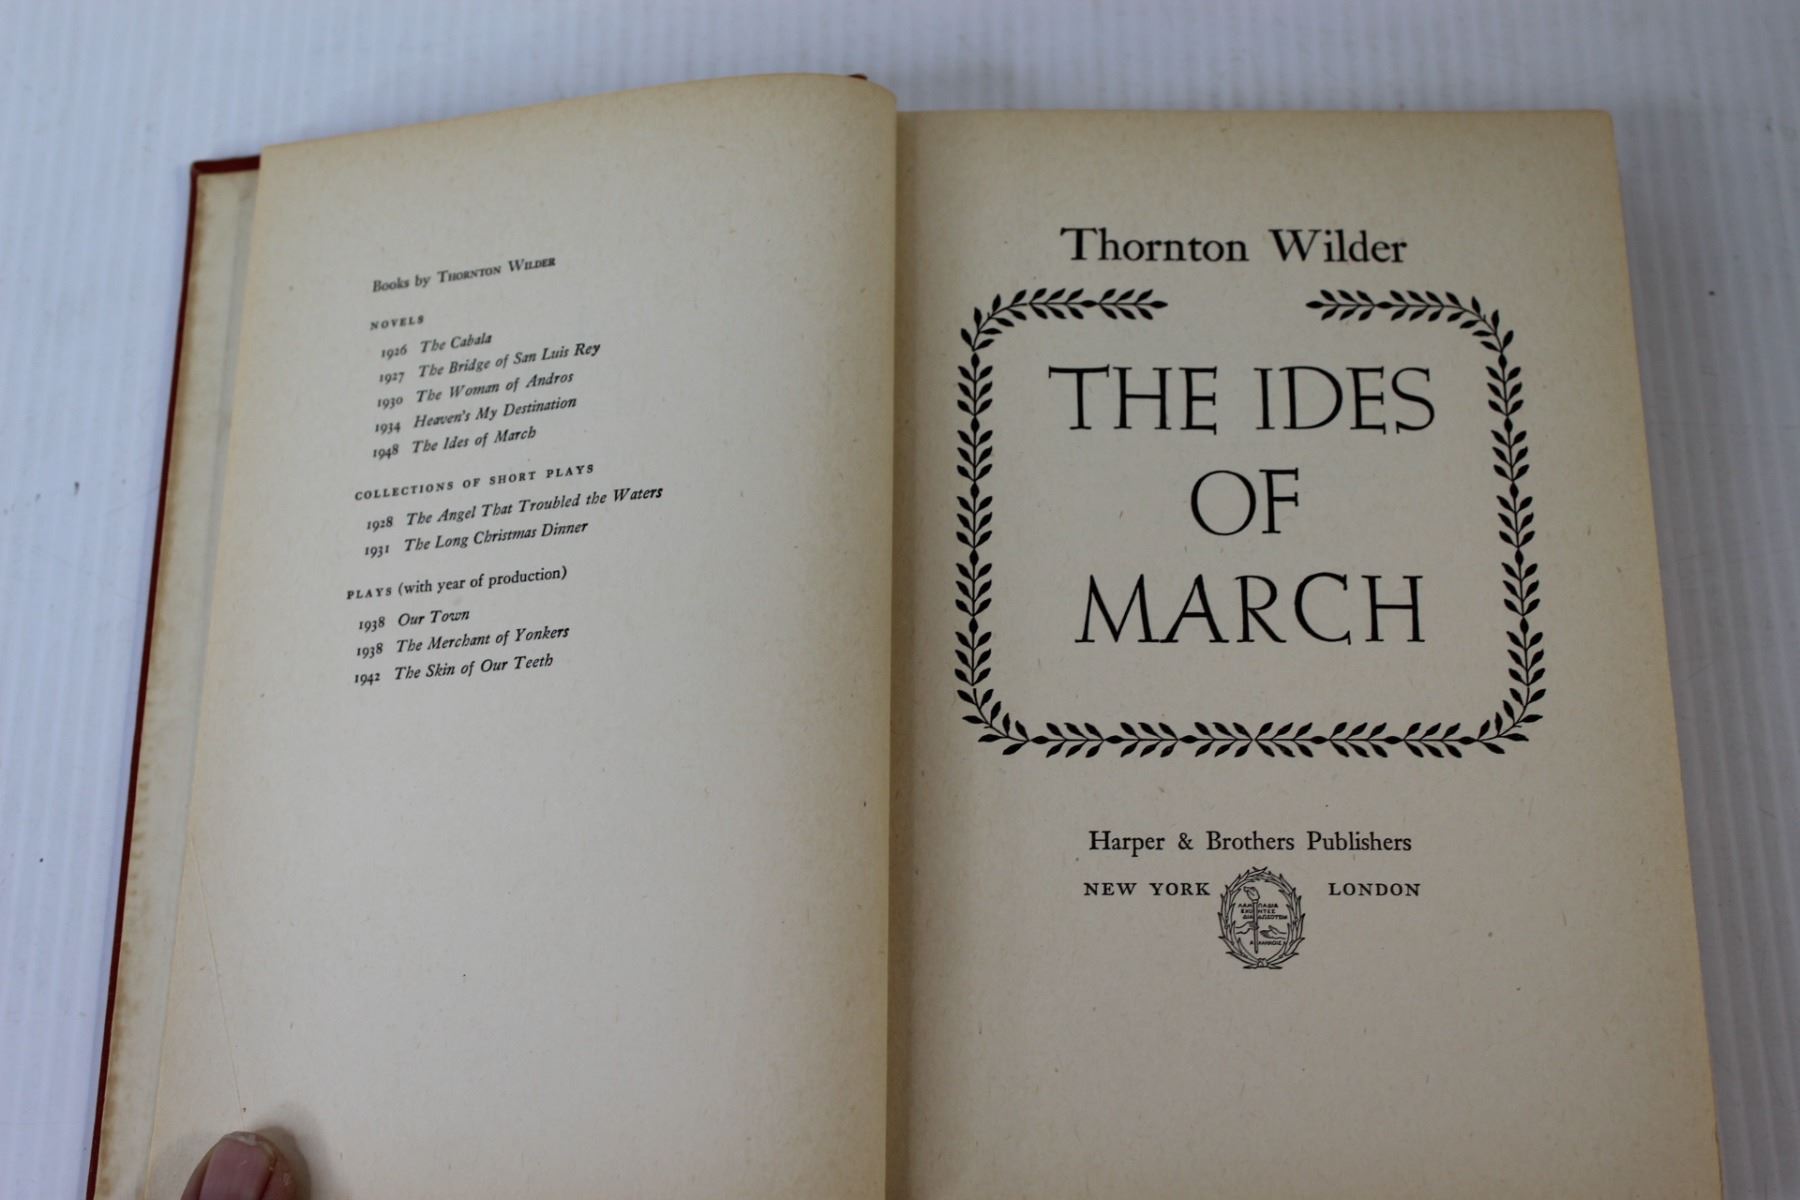 Books by THORNTON WILDER
NOVELS
1926 The Cabala
1927 The Bridge of San Luis Rey
1930 The Woman of Andros
1934 Heaven's My Destination
1948 The Ides of March
COLLECTIONS OF SHORT PLAYS
1928 The Angel That Troubled the Waters
1931 The Long Christmas Dinner
PLAYS (with year of production)
1938 Our Town
1938 The Merchant of Yonkers
1942 The Skin of Our Teeth
Thornton Wilder
THE IDES
OF
MARCH
Harper & Brothers Publishers
NEW YORK LONDON